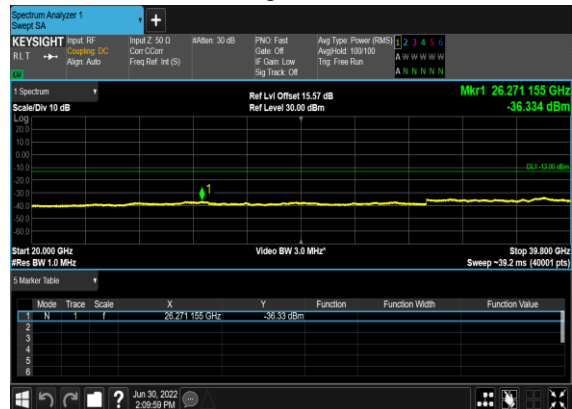 Spectrum Analyzer 1
Swept SA
KEYSIGHT Input: RF Input Z: 50 Ω #Atten: 30 dB PNO: Fast Avg Type: Power (RMS) 1 2 3 4 5 6
RLT Coupling: DC Corr CCorr Gate: Off Avg|Hold: 100/100 A W W W W W
Align: Auto Freq Ref: Int (S) IF Gain: Low Trig: Free Run
Sig Track: Off A N N N N N
1 Spectrum Ref Lvl Offset 15.57 dB Mkr1 26.271 155 GHz
Scale/Div 10 dB Ref Level 30.00 dBm -36.334 dBm
Log
20.0
10.0
0.00
-10.0 DL1 -13.00 dBm
-20.0
-30.0 1
-40.0
-50.0
-60.0
Start 20.000 GHz Video BW 3.0 MHz* Stop 39.800 GHz
#Res BW 1.0 MHz Sweep ~39.2 ms (40001 pts)
5 Marker Table
Mode Trace Scale X Y Function Function Width Function Value
1 N 1 f 26.271 155 GHz -36.33 dBm
2
3
4
5
6
? Jun 30, 2022
2:09:59 PM